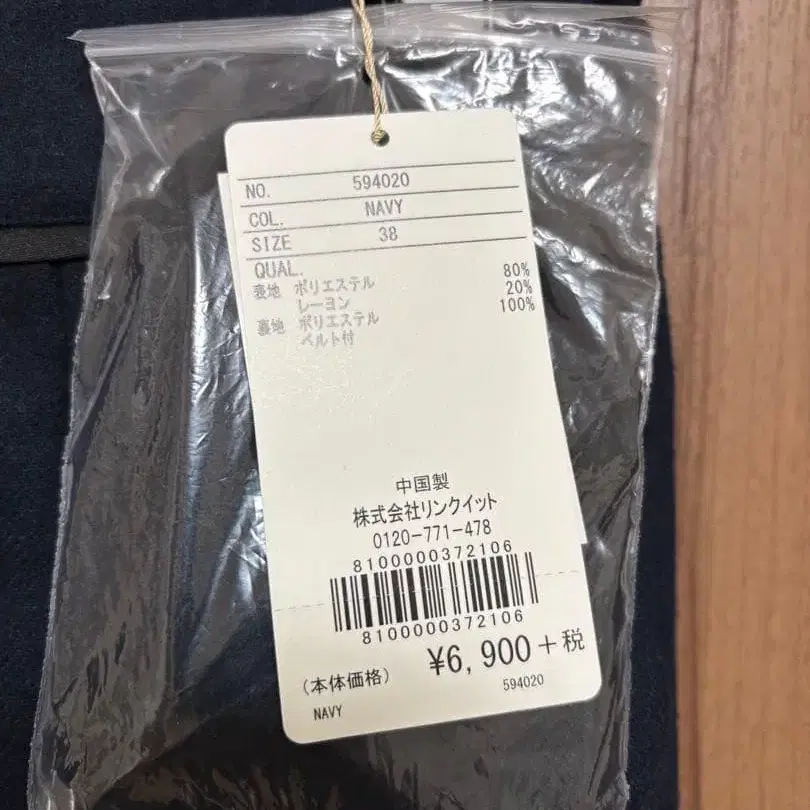 NO. 594020
COL. NAVY
SIZE 38
QUAL.
表地 ポリエステル 80%
レーヨン 20%
裏地 ポリエステル 100%
ベルト付
中国製
株式会社リンクイット
0120-771-478
8100000372106
8100000372106
(本体価格) ¥6,900+税
NAVY 594020